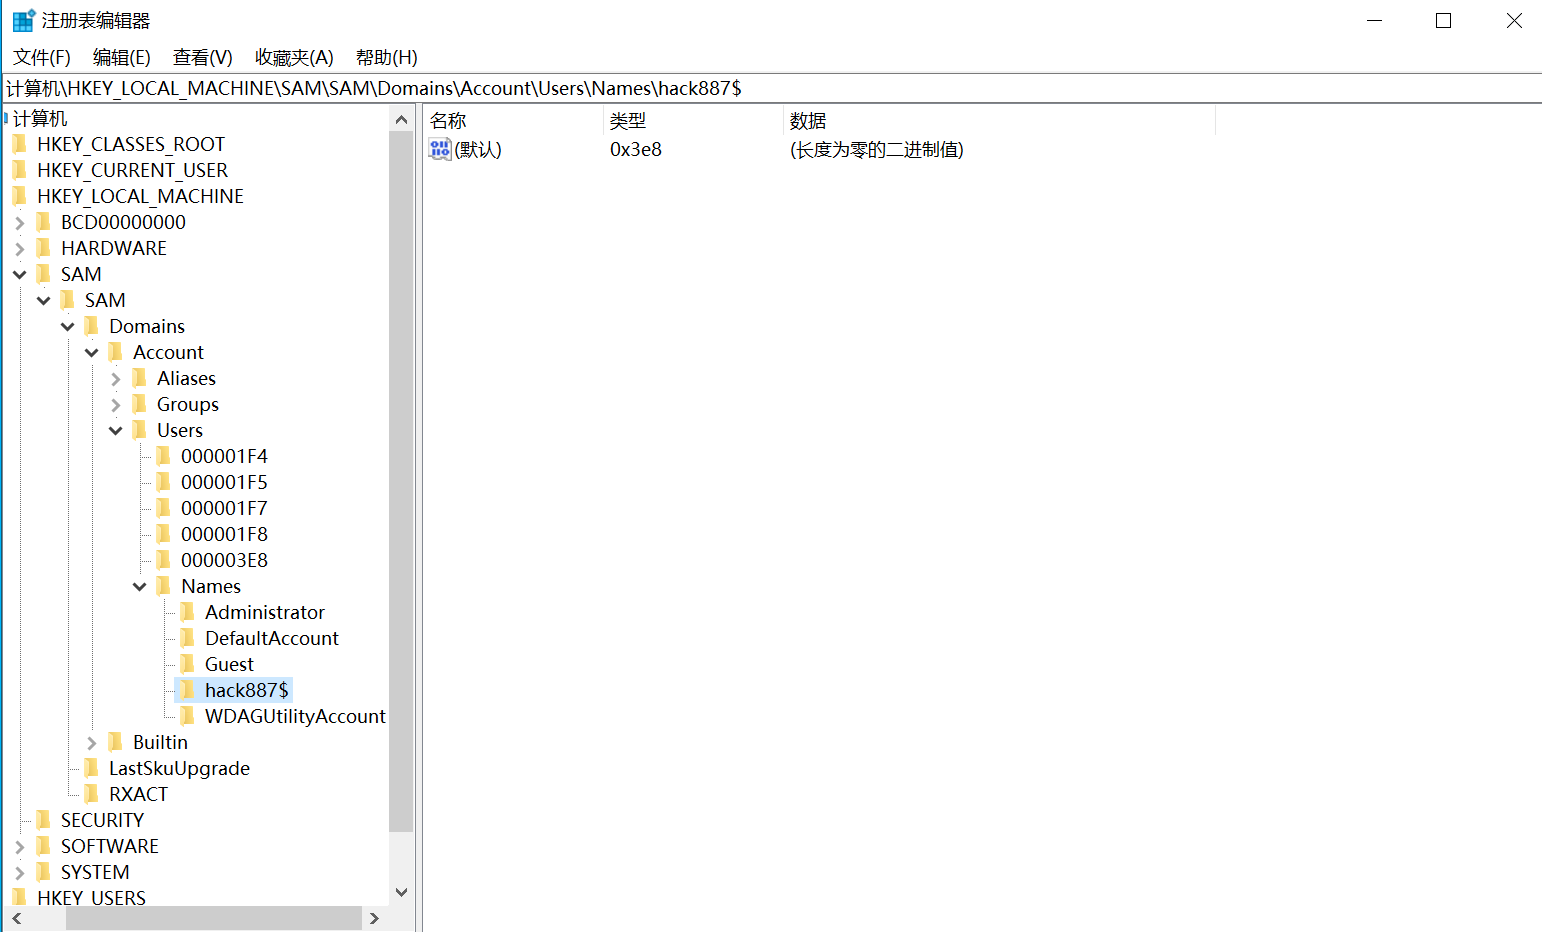 注册表编辑器
文件(F) 编辑(E) 查看(V) 收藏夹(A) 帮助(H)
计算机\HKEY_LOCAL_MACHINE\SAM\SAM\Domains\Account\Users\Names\hack887$
计算机
HKEY_CLASSES_ROOT
HKEY_CURRENT_USER
HKEY_LOCAL_MACHINE
BCD00000000
HARDWARE
SAM
SAM
Domains
Account
Aliases
Groups
Users
000001F4
000001F5
000001F7
000001F8
000003E8
Names
Administrator
DefaultAccount
Guest
hack887$
WDAGUtilityAccount
Builtin
LastSkuUpgrade
RXACT
SECURITY
SOFTWARE
SYSTEM
HKEY_USERS
名称 类型 数据
(默认) 0x3e8 (长度为零的二进制值)